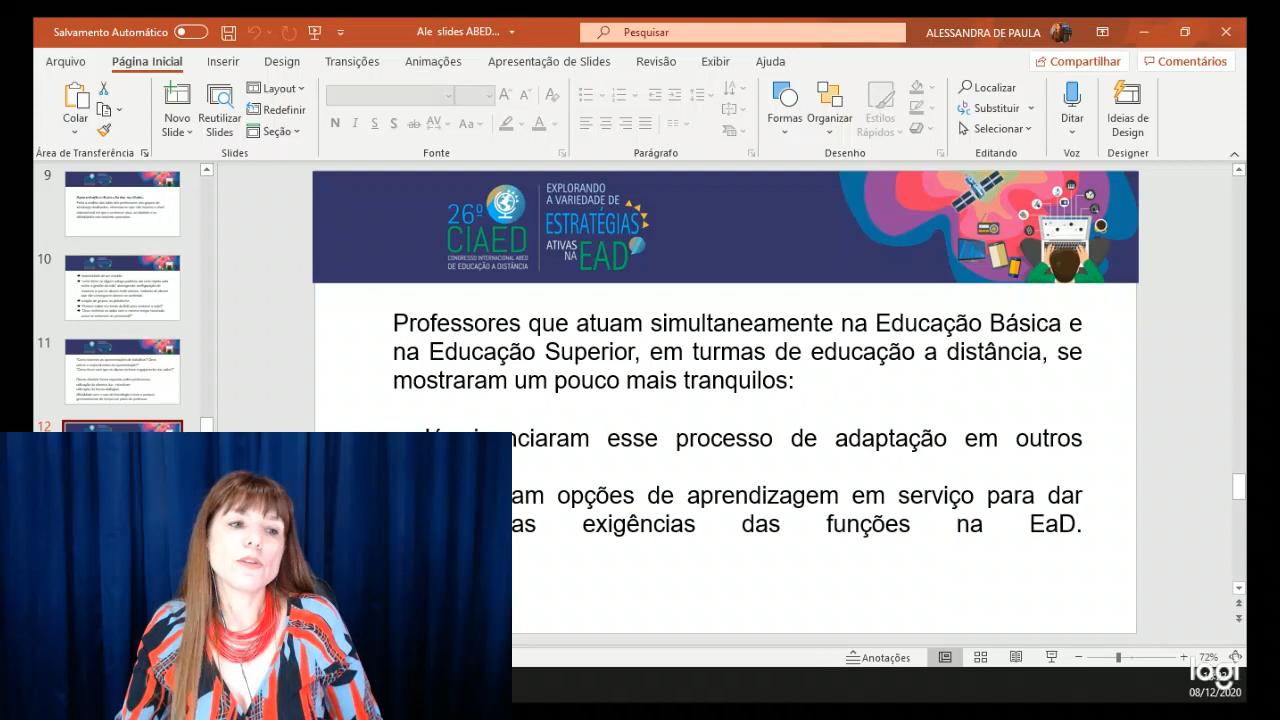 Salvamento Automático
Ale slides ABED...
Pesquisar
ALESSANDRA DE PAULA
Arquivo
Página Inicial
Inserir
Design
Transições
Animações
Apresentação de Slides
Revisão
Exibir
Ajuda
Compartilhar
Comentários
Colar
Novo Slide
Reutilizar Slides
Layout
Redefinir
Seção
N I S S ab AV Aa A
Formas
Organizar
Estilos Rápidos
Localizar
Substituir
Selecionar
Ditar
Ideias de Design
Área de Transferência
Slides
Fonte
Parágrafo
Desenho
Editando
Voz
Designer
9
10
11
12
26º
CIAED
CONGRESSO INTERNACIONAL ABED
DE EDUCAÇÃO A DISTÂNCIA
EXPLORANDO
A VARIEDADE DE
ESTRATÉGIAS
ATIVAS
NA EAD
Professores que atuam simultaneamente na Educação Básica e
na Educação Superior, em turmas de educação a distância, se
mostraram um pouco mais tranquilos:
nciaram esse processo de adaptação em outros
am opções de aprendizagem em serviço para dar
as exigências das funções na EaD.
Anotações
72%
logi
08/12/2020